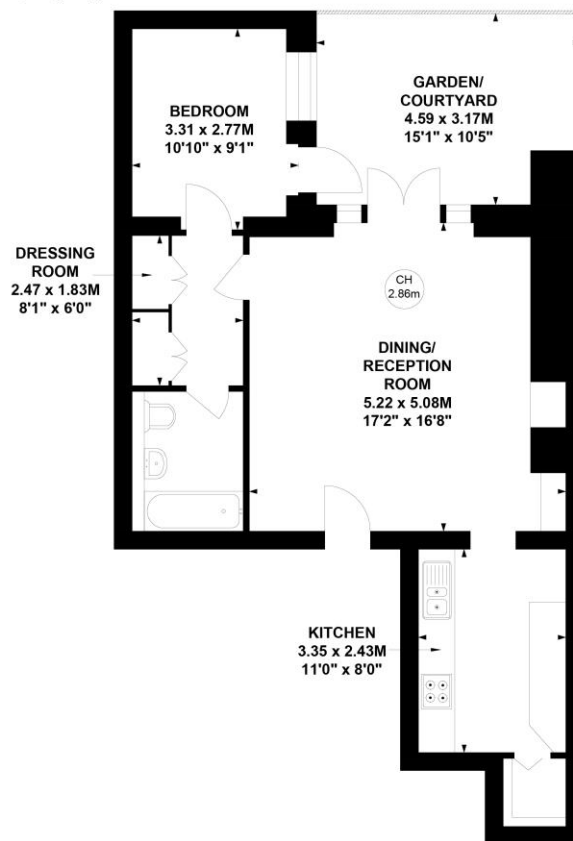 BEDROOM
3.31 x 2.77M
10'10" x 9'1"
GARDEN/
COURTYARD
4.59 x 3.17M
15'1" x 10'5"
DRESSING
ROOM
2.47 x 1.83M
8'1" x 6'0"
CH
2.86m
DINING/
RECEPTION
ROOM
5.22 x 5.08M
17'2" x 16'8"
KITCHEN
3.35 x 2.43M
11'0" x 8'0"